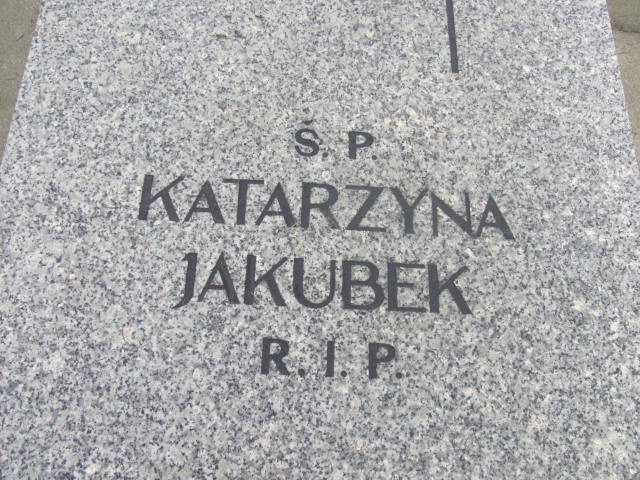 Ś. P.
KATARZYNA
JAKUBEK
R. I. P.